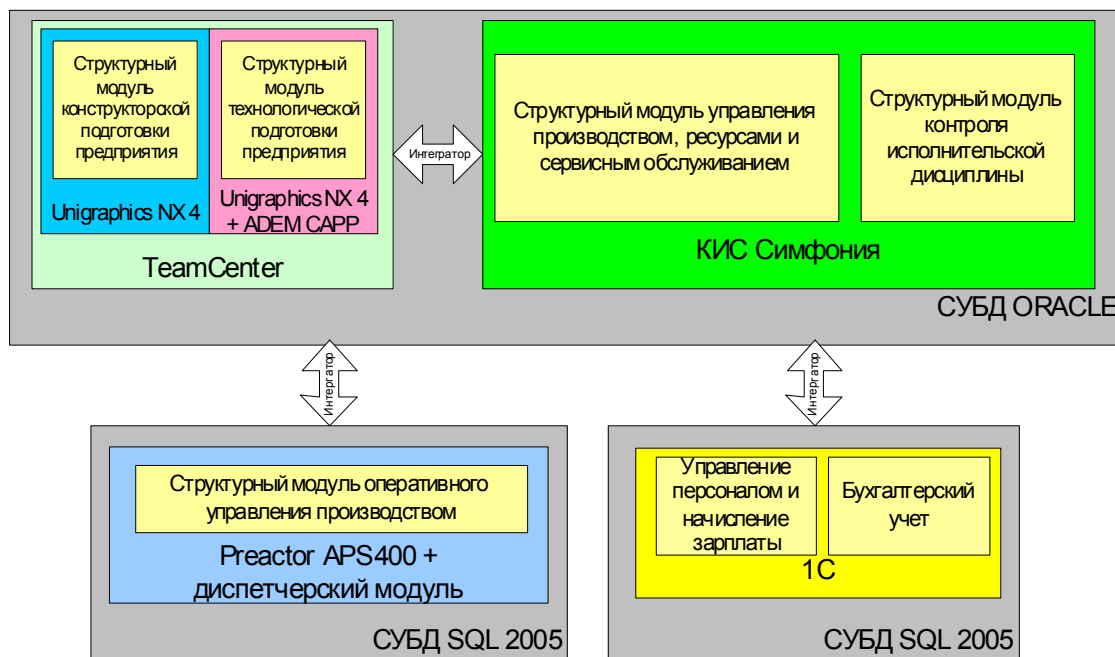 Структурный
модуль
конструкторской
подготовки
предприятия
Unigraphics NX 4
Структурный
модуль
технологической
подготовки
предприятия
Unigraphics NX 4
+ ADEM CAPP
TeamCenter
Интегратор
Структурный модуль управления
производством, ресурсами и
сервисным обслуживанием
Структурный модуль
контроля
исполнительской
дисциплины
КИС Симфония
СУБД ORACLE
Интергатор
Интергатор
Структурный модуль оперативного
управления производством
Preactor APS400 +
диспетчерский модуль
СУБД SQL 2005
Управление
персоналом и
начисление
зарплаты
Бухгалтерский
учет
1С
СУБД SQL 2005